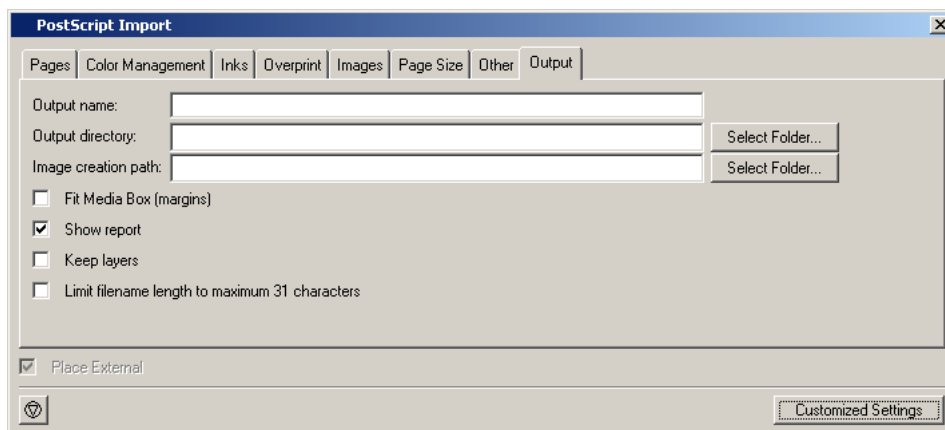 PostScript Import
Pages Color Management Inks Overprint Images Page Size Other Output
Output name:
Output directory: Select Folder...
Image creation path: Select Folder...
Fit Media Box (margins)
Show report
Keep layers
Limit filename length to maximum 31 characters
Place External
Customized Settings